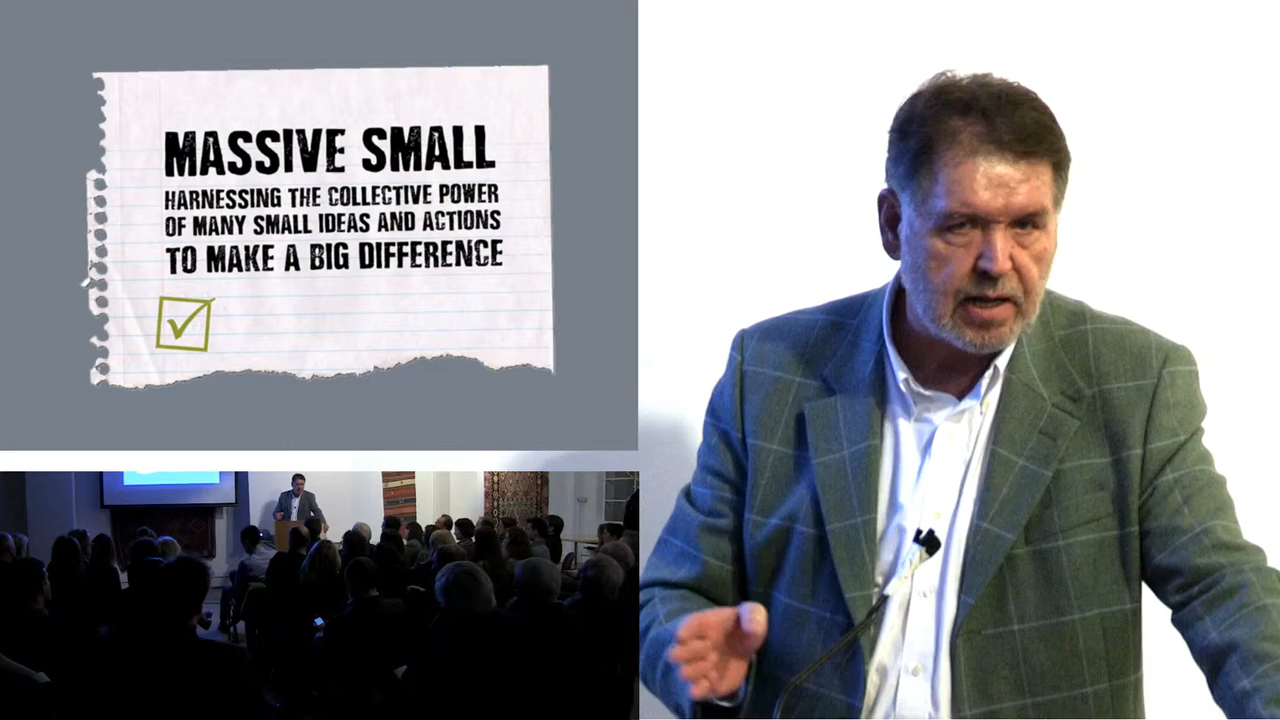 MASSIVE SMALL
HARNESSING THE COLLECTIVE POWER
OF MANY SMALL IDEAS AND ACTIONS
TO MAKE A BIG DIFFERENCE